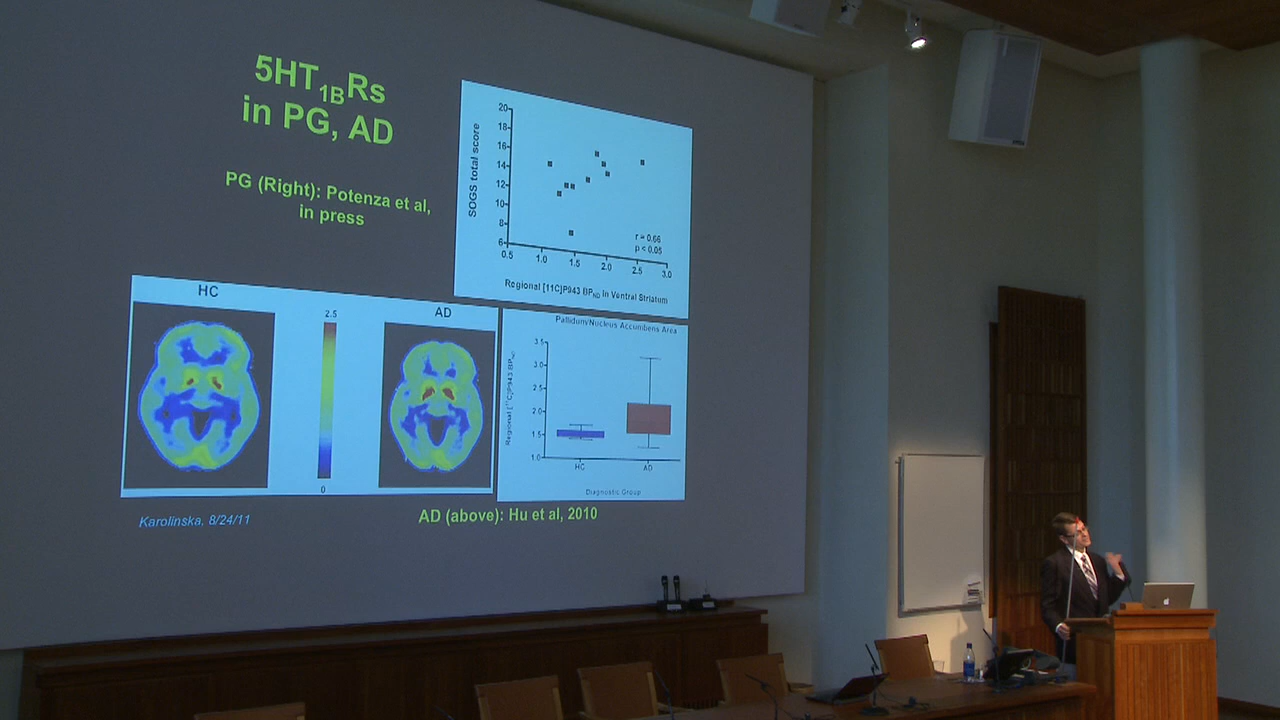 5HT1BRs
in PG, AD
PG (Right): Potenza et al,
in press
20
18
16
14
12
10
8
6
SOGS total score
r = 0.66
p < 0.05
0.5 1.0 1.5 2.0 2.5 3.0
Regional [11C]P943 BPND in Ventral Striatum
HC
2.5
0
AD
Pallidum/Nucleus Accumbens Area
3.5
3.0
2.5
2.0
1.5
1.0
Regional [11C]P943 BPND
HC AD
Diagnostic Group
Karolinska, 8/24/11
AD (above): Hu et al, 2010